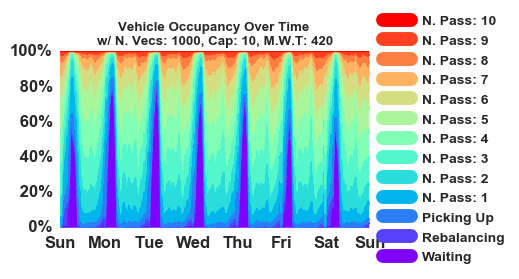 Vehicle Occupancy Over Time
w/ N. Vecs: 1000, Cap: 10, M.W.T: 420
100%
80%
60%
40%
20%
0%
Sun Mon Tue Wed Thu Fri Sat Sun
N. Pass: 10
N. Pass: 9
N. Pass: 8
N. Pass: 7
N. Pass: 6
N. Pass: 5
N. Pass: 4
N. Pass: 3
N. Pass: 2
N. Pass: 1
Picking Up
Rebalancing
Waiting